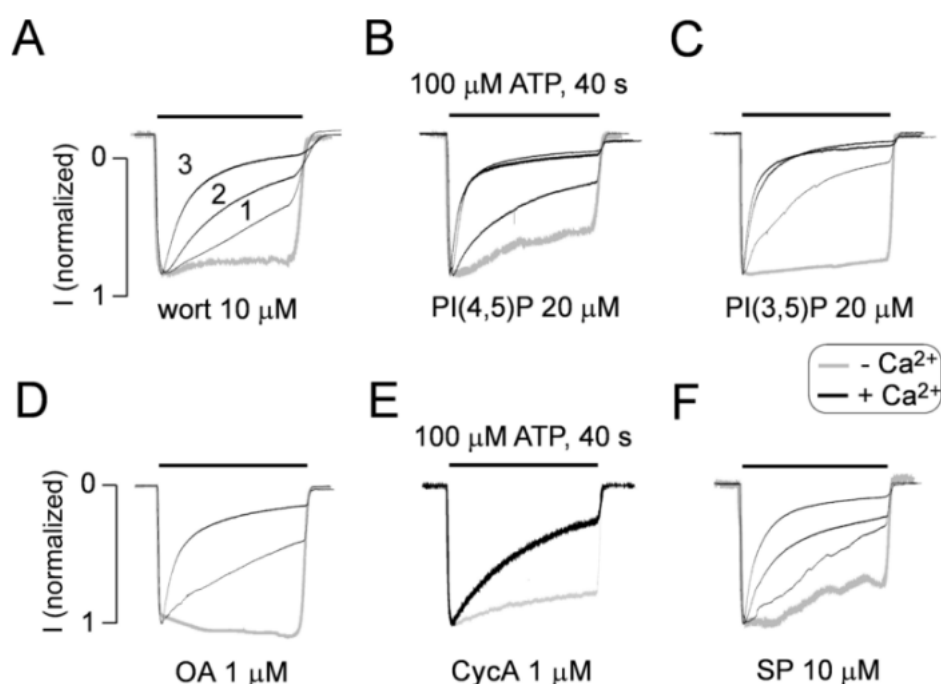 A
B
C
100 μM ATP, 40 s
I (normalized)
0
1
3
2
1
wort 10 μM
PI(4,5)P 20 μM
PI(3,5)P 20 μM
- Ca²⁺
+ Ca²⁺
D
E
F
100 μM ATP, 40 s
I (normalized)
0
1
OA 1 μM
CycA 1 μM
SP 10 μM